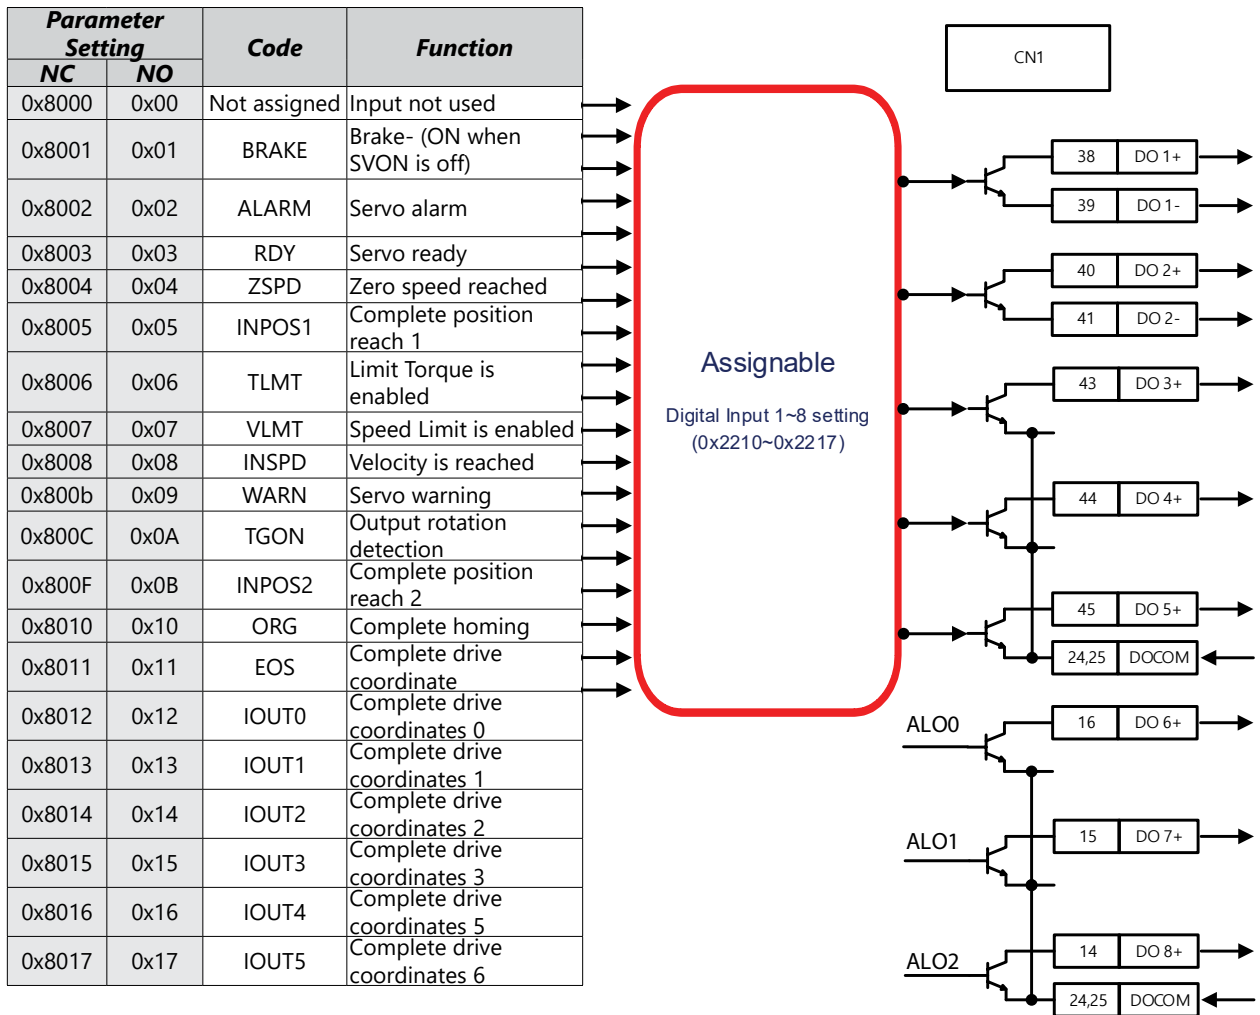 Parameter
Setting
Code
Function
NC
NO
0x8000 0x00 Not assigned Input not used
0x8001 0x01 BRAKE Brake- (ON when
SVON is off)
0x8002 0x02 ALARM Servo alarm
0x8003 0x03 RDY Servo ready
0x8004 0x04 ZSPD Zero speed reached
0x8005 0x05 INPOS1 Complete position
reach 1
0x8006 0x06 TLMT Limit Torque is
enabled
0x8007 0x07 VLMT Speed Limit is enabled
0x8008 0x08 INSPD Velocity is reached
0x800b 0x09 WARN Servo warning
0x800C 0x0A TGON Output rotation
detection
0x800F 0x0B INPOS2 Complete position
reach 2
0x8010 0x10 ORG Complete homing
0x8011 0x11 EOS Complete drive
coordinate
0x8012 0x12 IOUT0 Complete drive
coordinates 0
0x8013 0x13 IOUT1 Complete drive
coordinates 1
0x8014 0x14 IOUT2 Complete drive
coordinates 2
0x8015 0x15 IOUT3 Complete drive
coordinates 3
0x8016 0x16 IOUT4 Complete drive
coordinates 5
0x8017 0x17 IOUT5 Complete drive
coordinates 6
Assignable
Digital Input 1~8 setting
(0x2210~0x2217)
CN1
38 DO 1+
39 DO 1-
40 DO 2+
41 DO 2-
43 DO 3+
44 DO 4+
45 DO 5+
24,25 DOCOM
ALO0
16 DO 6+
ALO1
15 DO 7+
ALO2
14 DO 8+
24,25 DOCOM